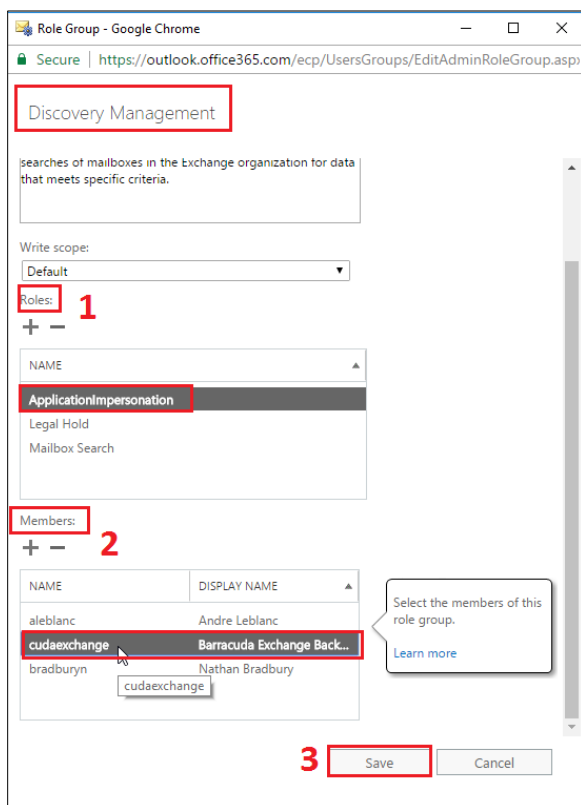 Role Group - Google Chrome
Secure | https://outlook.office365.com/ecp/UsersGroups/EditAdminRoleGroup.aspx
Discovery Management
searches of mailboxes in the Exchange organization for data
that meets specific criteria.
Write scope:
Default
Roles:
1
NAME
ApplicationImpersonation
Legal Hold
Mailbox Search
Members:
2
NAME DISPLAY NAME
aleblanc Andre Leblanc
cudaexchange Barracuda Exchange Back...
bradburyn Nathan Bradbury
cudaexchange
Select the members of this
role group.
Learn more
3
Save Cancel